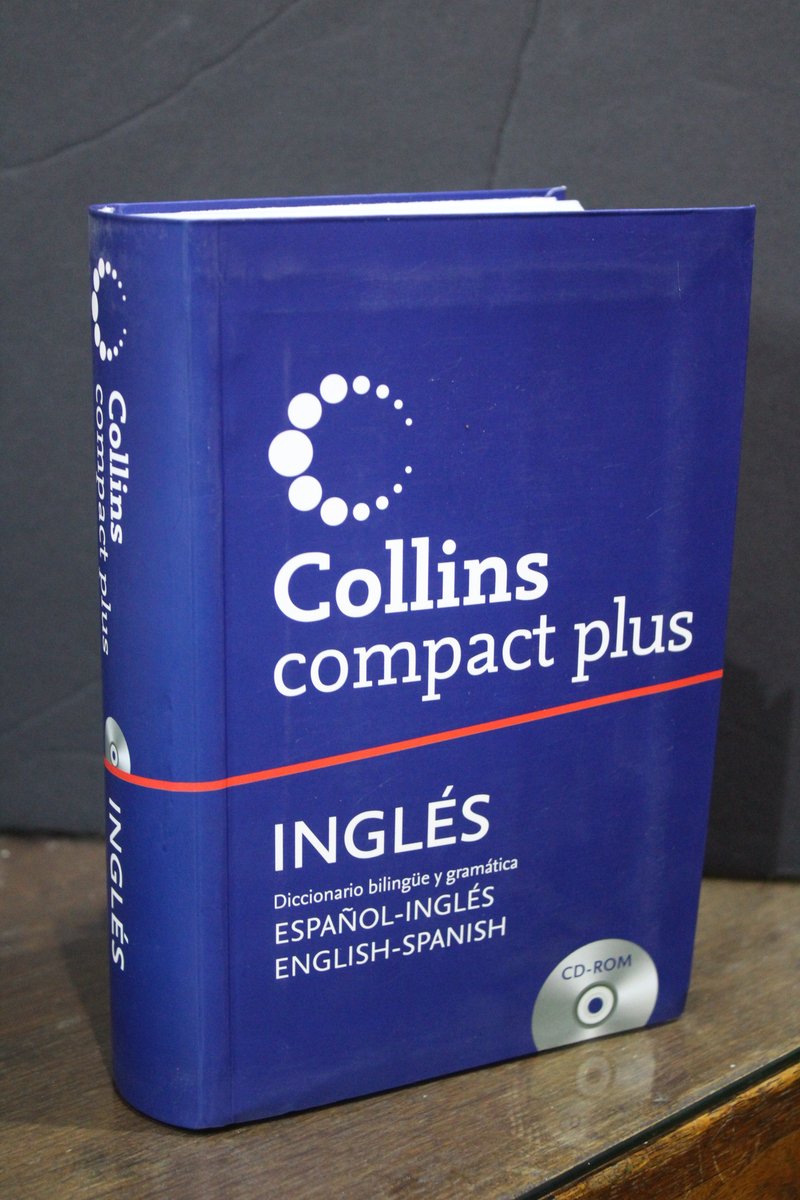 Collins
compact plus
INGLÉS
Collins
compact plus
INGLÉS
Diccionario bilingüe y gramática
ESPAÑOL-INGLÉS
ENGLISH-SPANISH
CD-ROM